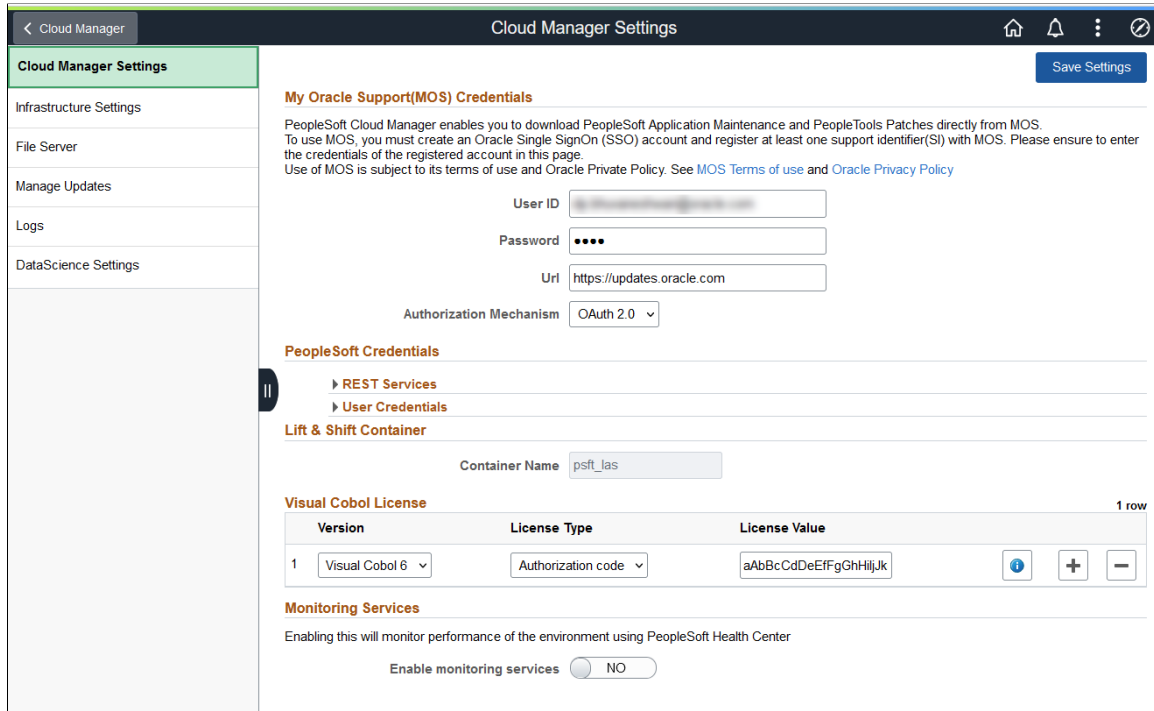 Cloud Manager
Cloud Manager Settings
Cloud Manager Settings
Infrastructure Settings
File Server
Manage Updates
Logs
DataScience Settings
Save Settings
My Oracle Support(MOS) Credentials
PeopleSoft Cloud Manager enables you to download PeopleSoft Application Maintenance and PeopleTools Patches directly from MOS.
To use MOS, you must create an Oracle Single SignOn (SSO) account and register at least one support identifier(SI) with MOS. Please ensure to enter
the credentials of the registered account in this page.
Use of MOS is subject to its terms of use and Oracle Private Policy. See MOS Terms of use and Oracle Privacy Policy
User ID
Password ••••
Url https://updates.oracle.com
Authorization Mechanism OAuth 2.0
PeopleSoft Credentials
REST Services
User Credentials
Lift & Shift Container
Container Name psft_las
Visual Cobol License 1 row
Version License Type License Value
1 Visual Cobol 6 Authorization code aAbBcCdDeEfFgGhHiIjJk
Monitoring Services
Enabling this will monitor performance of the environment using PeopleSoft Health Center
Enable monitoring services NO